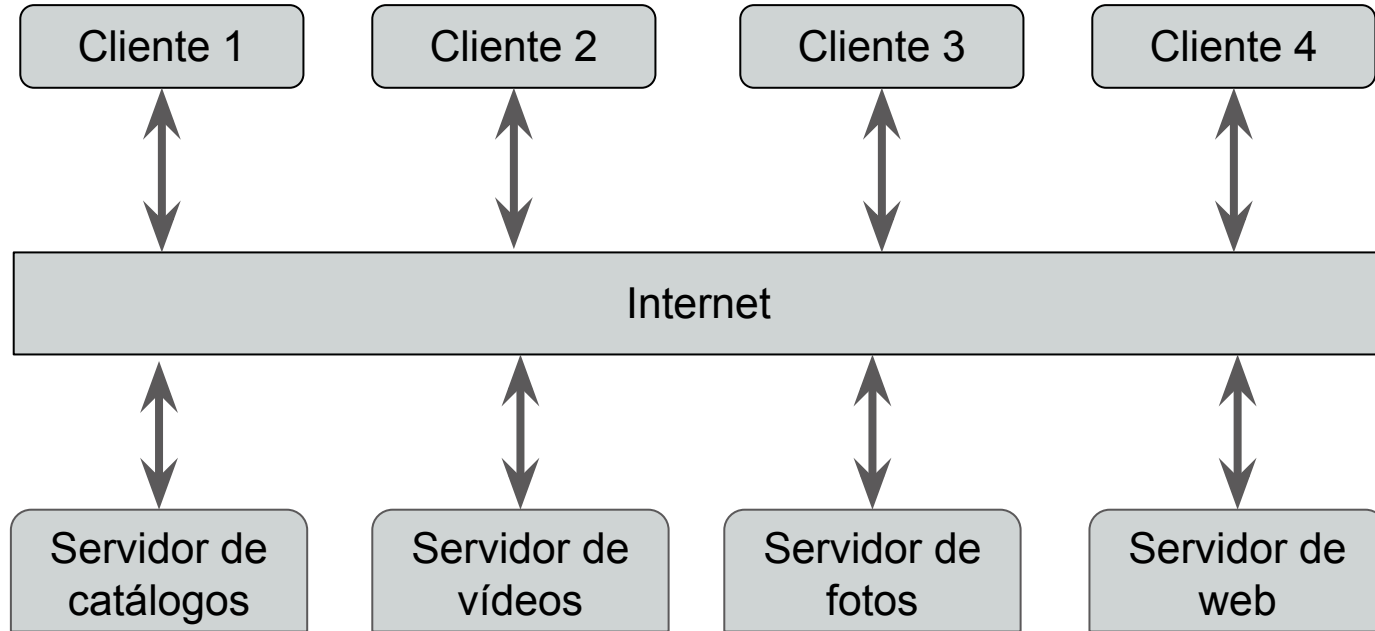 Cliente 1
Cliente 2
Cliente 3
Cliente 4
Internet
Servidor de
catálogos
Servidor de
vídeos
Servidor de
fotos
Servidor de
web